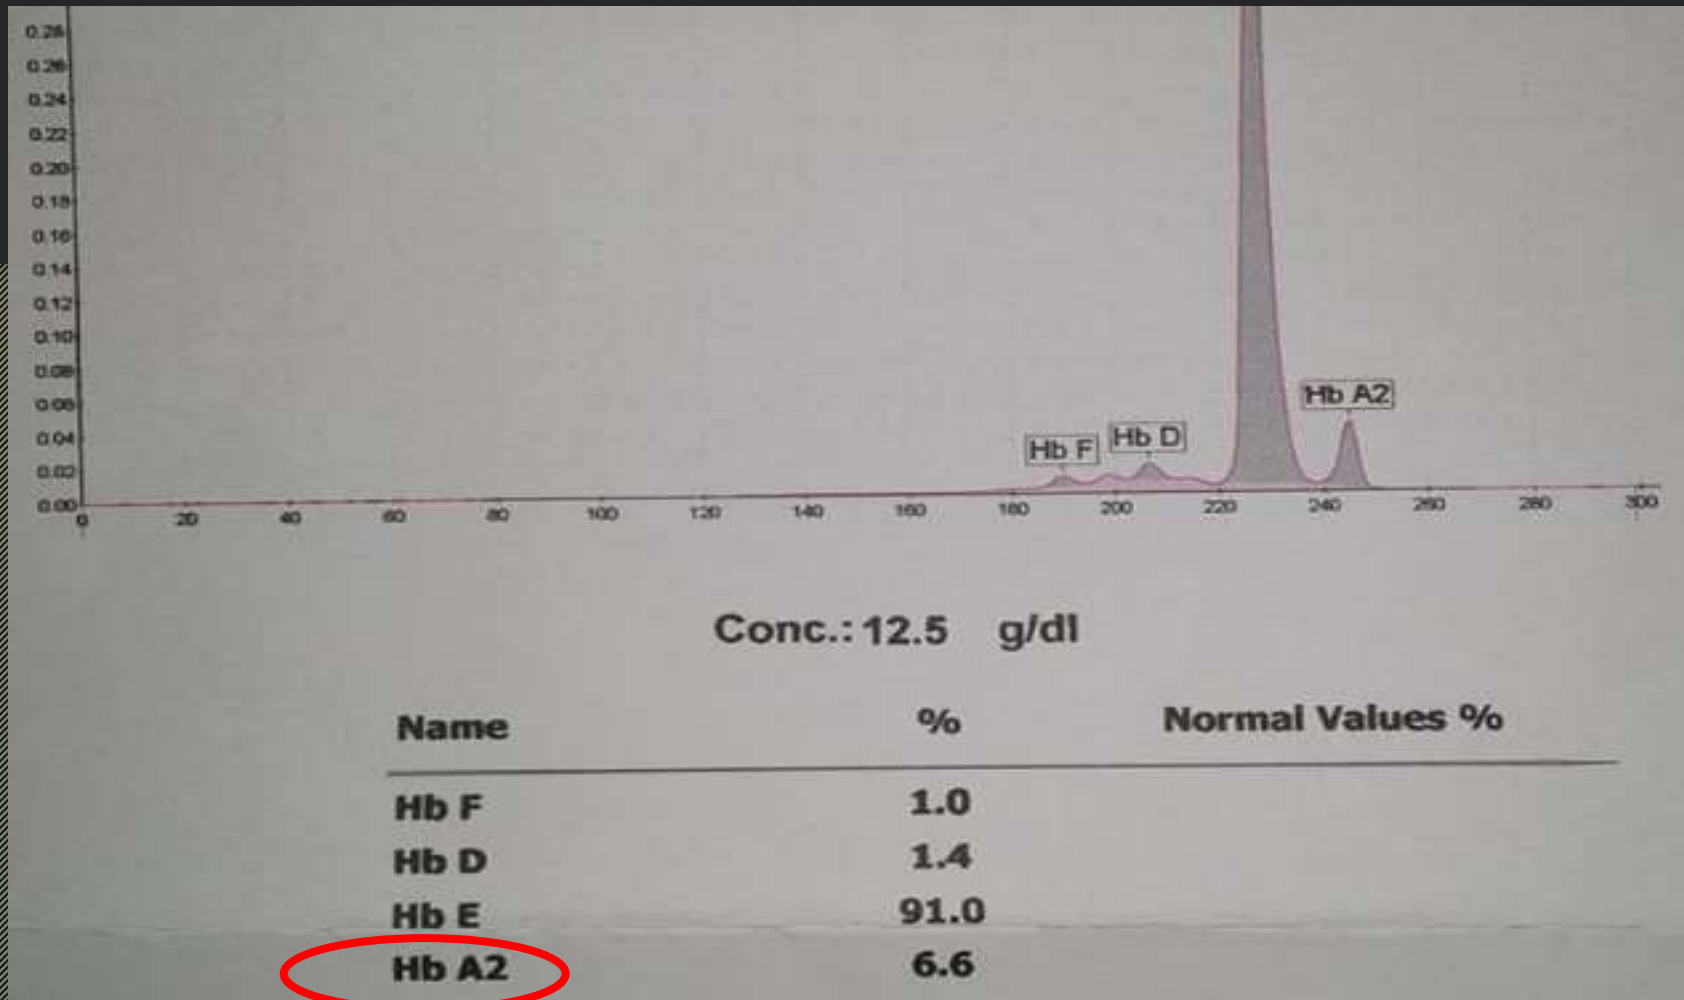 0.28
0.26
0.24
0.22
0.20
0.18
0.16
0.14
0.12
0.10
0.08
0.06
0.04
0.02
0.00
Hb F
Hb D
Hb A2
0 20 40 60 80 100 120 140 160 180 200 220 240 260 280 300
Conc.: 12.5 g/dl
Name % Normal Values %
Hb F 1.0
Hb D 1.4
Hb E 91.0
Hb A2 6.6